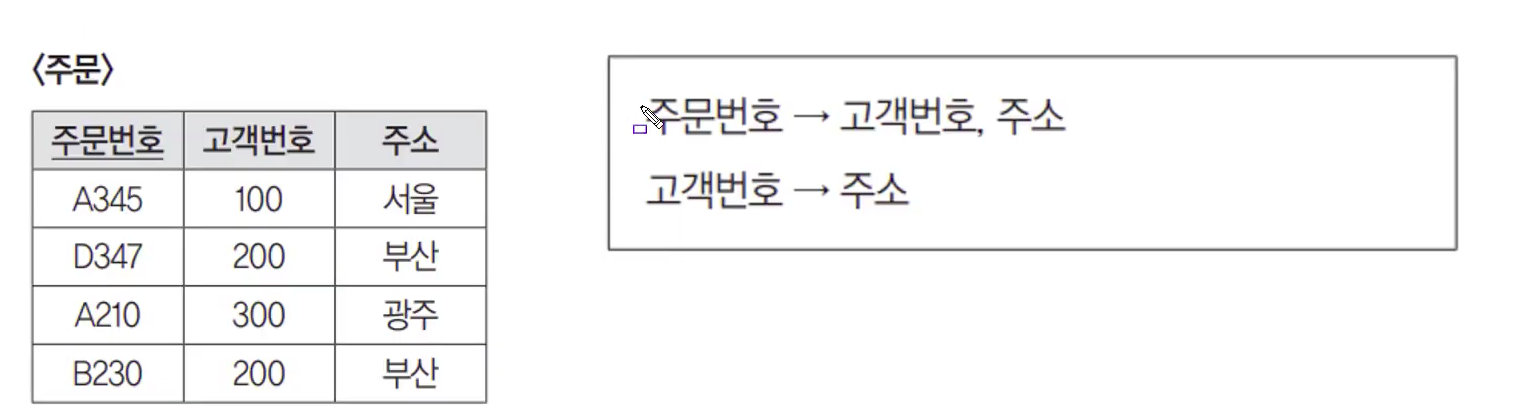 〈주문〉
주문번호 고객번호 주소
A345 100 서울
D347 200 부산
A210 300 광주
B230 200 부산
주문번호 → 고객번호, 주소
고객번호 → 주소